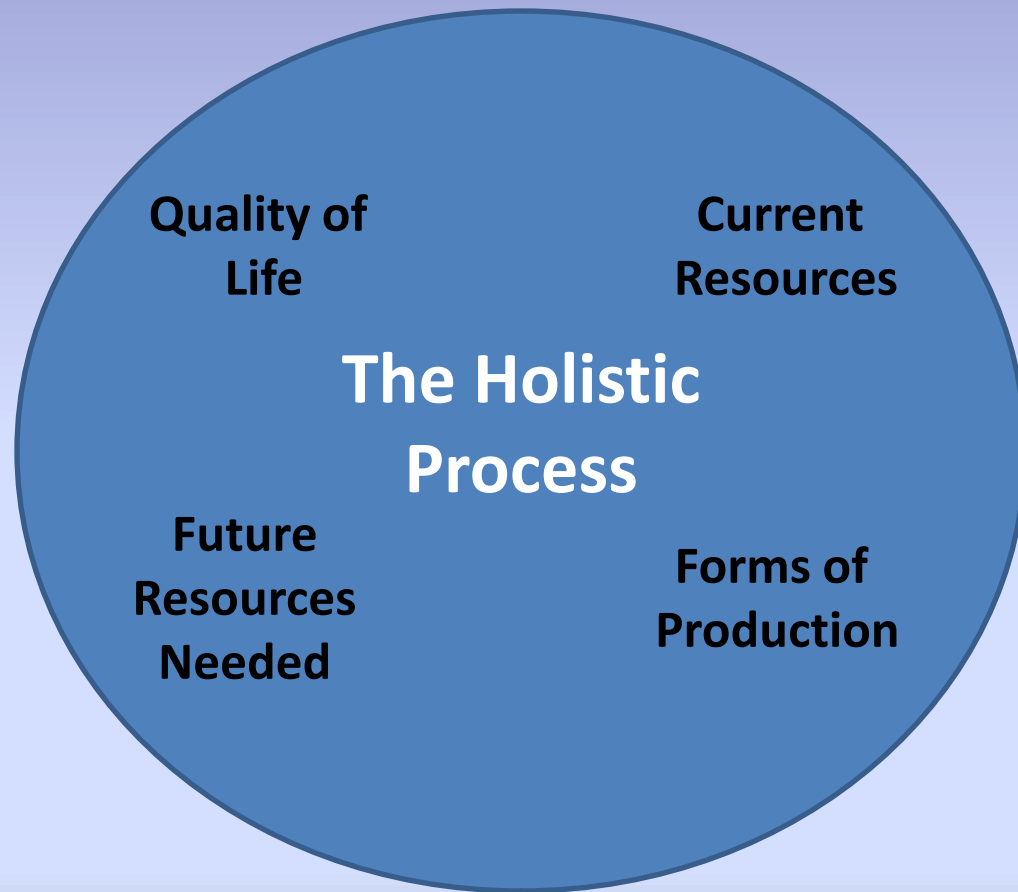 Quality of
Life
Current
Resources
The Holistic
Process
Future
Resources
Needed
Forms of
Production